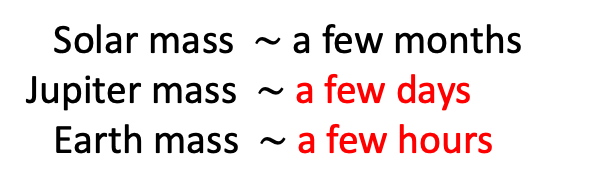 Solar mass ~ a few months
Jupiter mass ~ a few days
Earth mass ~ a few hours